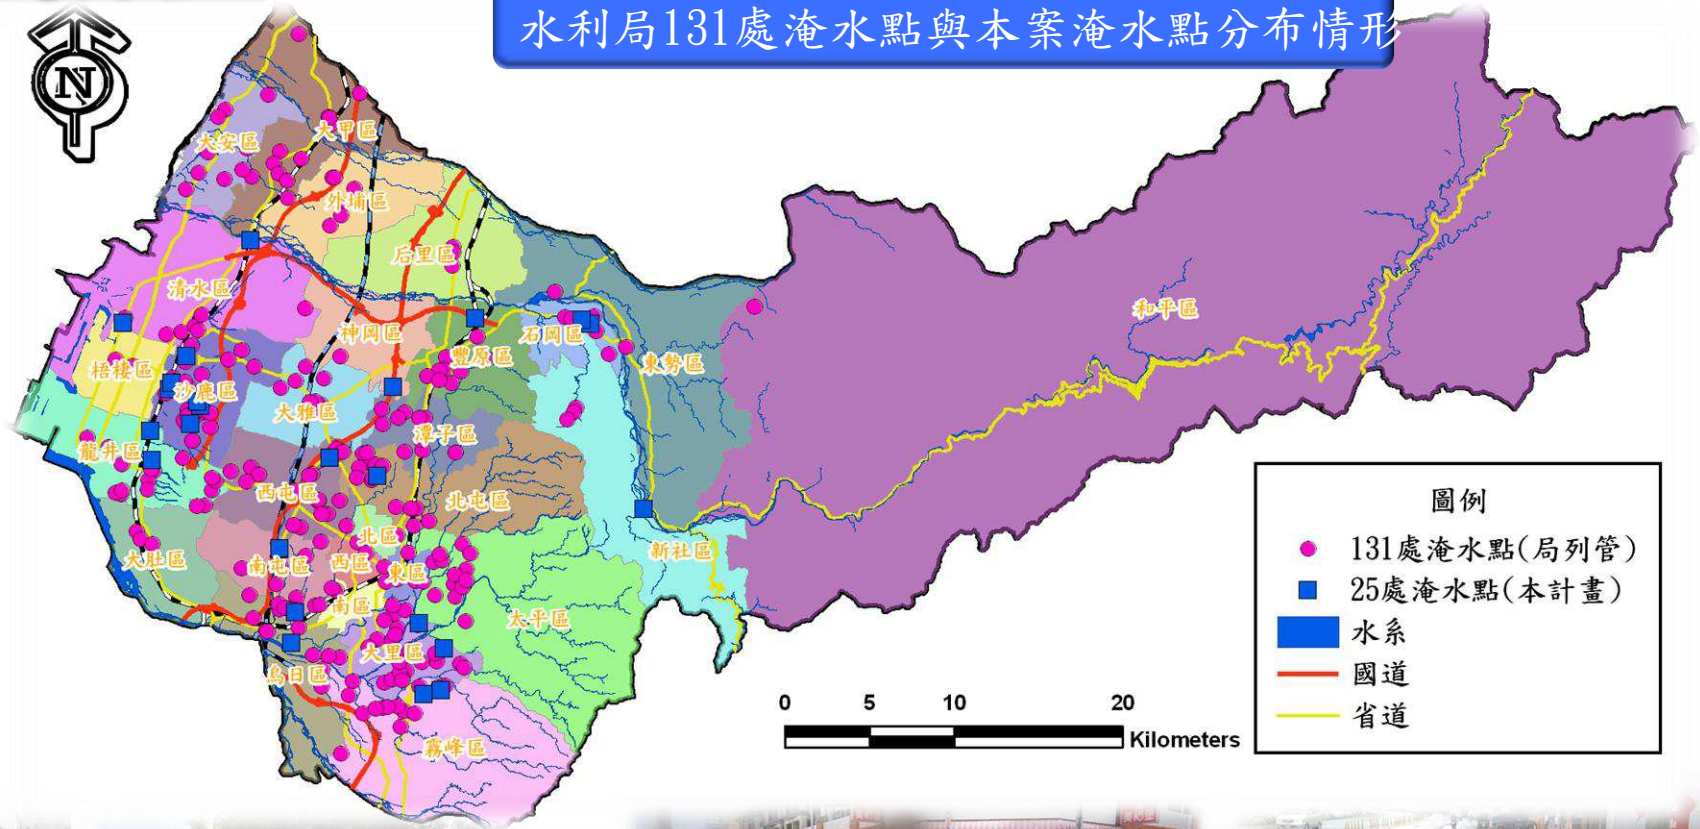 水利局131處淹水點與本案淹水點分布情形
N
大安區
大甲區
外埔區
后里區
清水區
神岡區
石岡區
和平區
梧棲區
沙鹿區
豐原區
東勢區
大雅區
潭子區
龍井區
西屯區
北屯區
北區
大肚區
南屯區
西區
東區
新社區
南區
太平區
大里區
烏日區
霧峰區
圖例
131處淹水點(局列管)
25處淹水點(本計畫)
水系
國道
省道
0 5 10 20
Kilometers